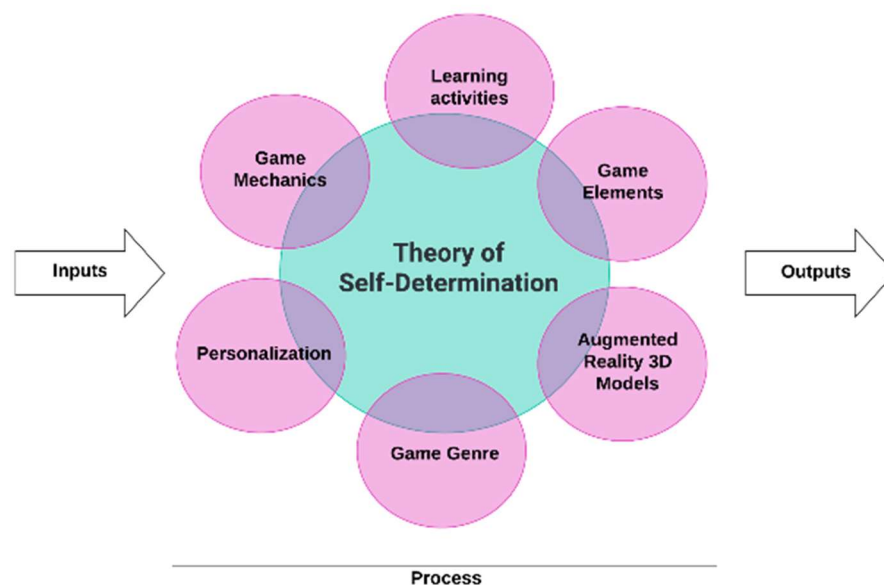 Learning
activities
Game
Mechanics
Game
Elements
Theory of
Self-Determination
Inputs
Outputs
Personalization
Augmented
Reality 3D
Models
Game Genre
Process